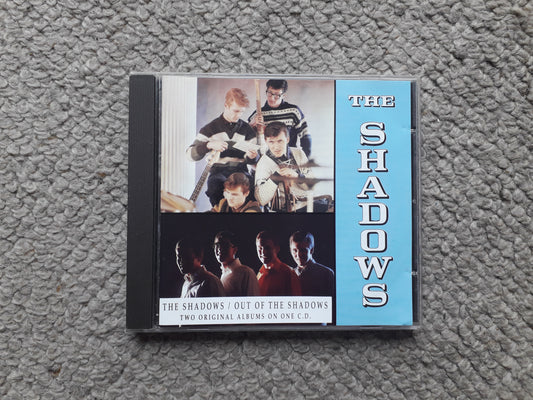 THE
SHADOWS
THE SHADOWS / OUT OF THE SHADOWS
TWO ORIGINAL ALBUMS ON ONE C.D.